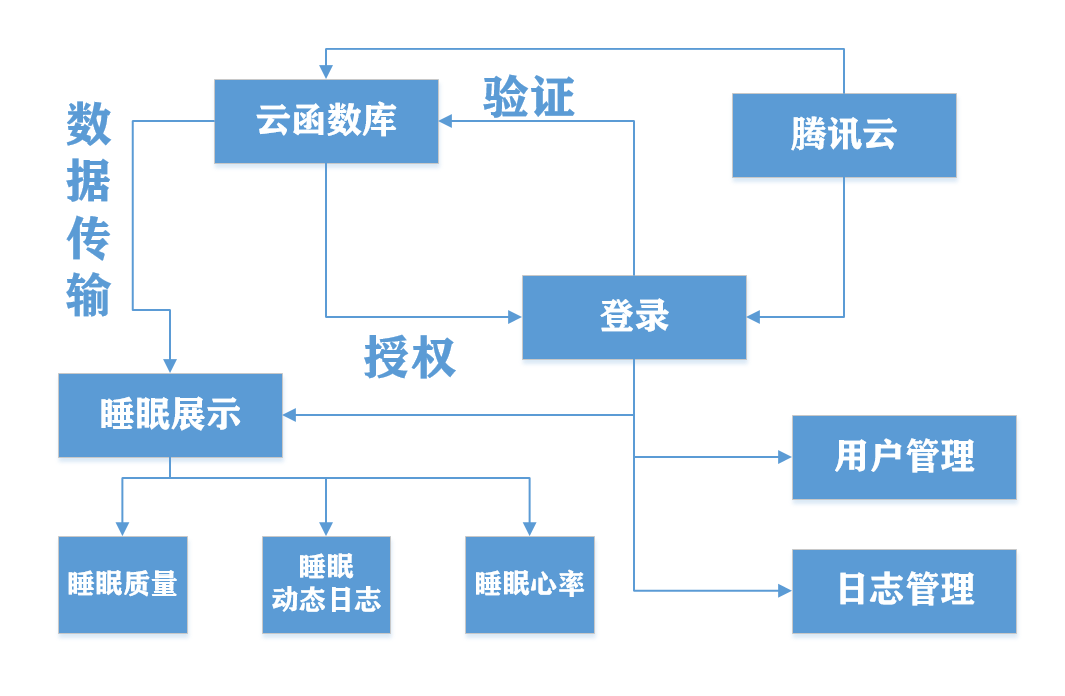 验证
云函数库
腾讯云
数据传输
登录
授权
睡眠展示
用户管理
睡眠质量
睡眠
动态日志
睡眠心率
日志管理